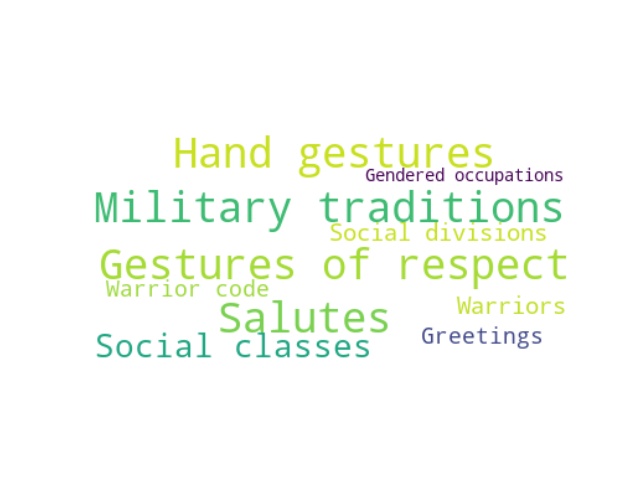 Hand gestures
Gendered occupations
Military traditions
Social divisions
Gestures of respect
Warrior code
Warriors
Salutes
Greetings
Social classes